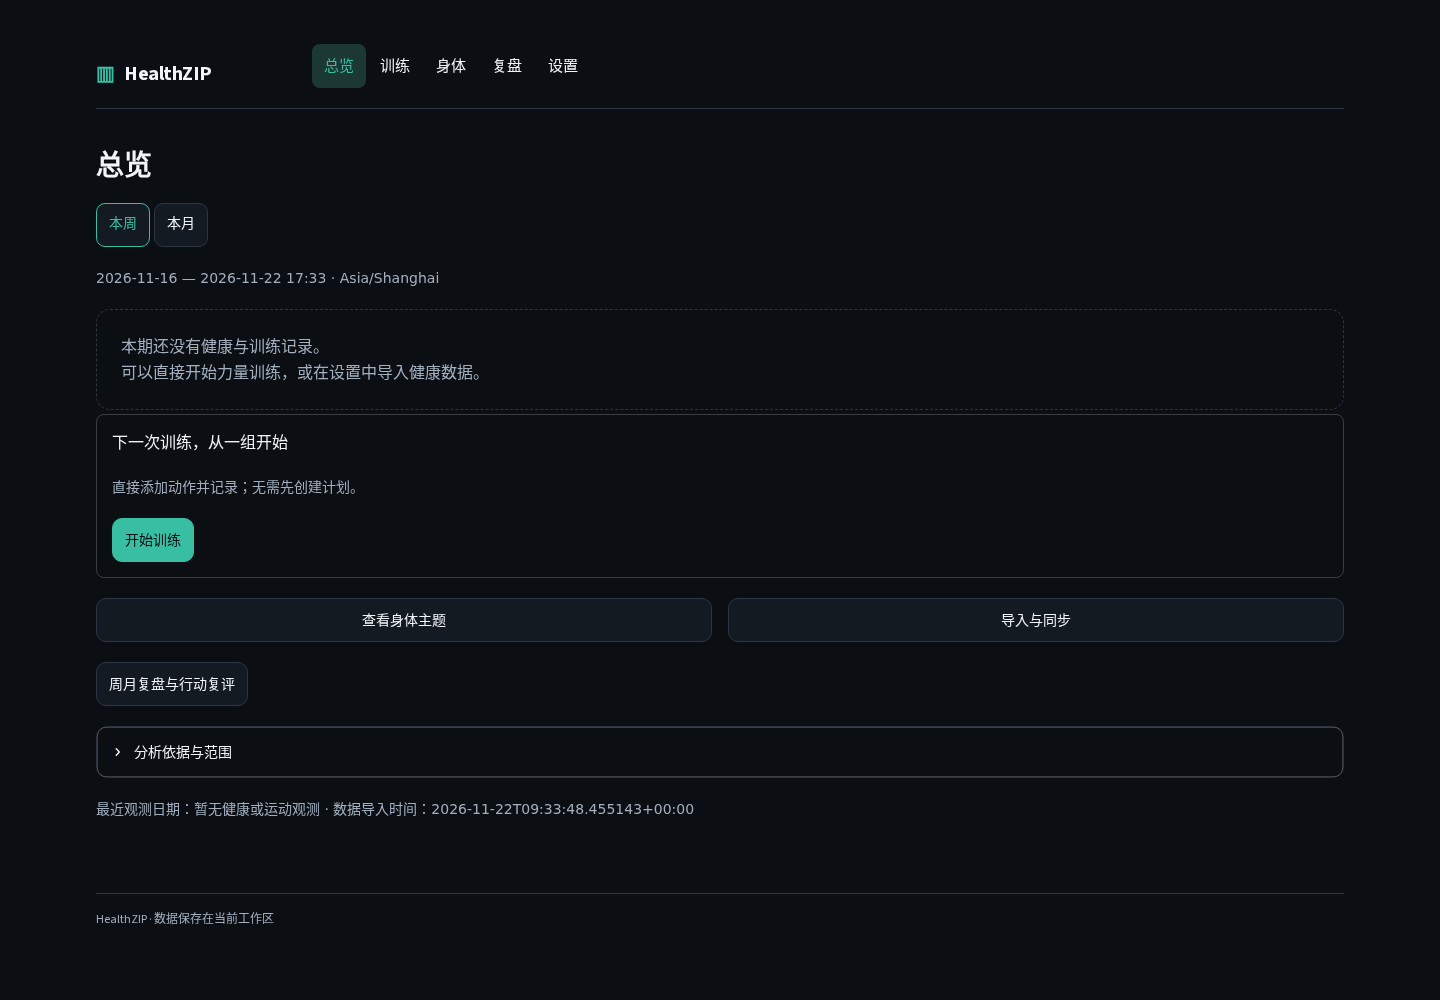 HealthZIP
总览 训练 身体 复盘 设置
总览
本周 本月
2026-11-16 — 2026-11-22 17:33 · Asia/Shanghai
本期还没有健康与训练记录。
可以直接开始力量训练，或在设置中导入健康数据。
下一次训练，从一组开始
直接添加动作并记录；无需先创建计划。
开始训练
查看身体主题 导入与同步
周月复盘与行动复评
分析依据与范围
最近观测日期：暂无健康或运动观测 · 数据导入时间：2026-11-22T09:33:48.455143+00:00
HealthZIP · 数据保存在当前工作区